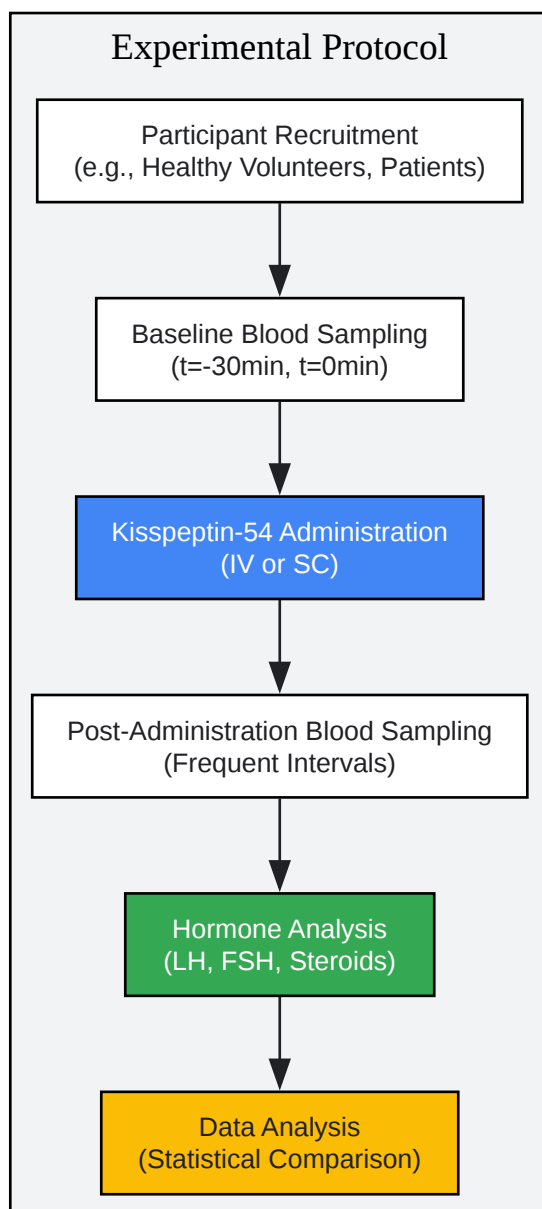 Experimental Protocol
Participant Recruitment
(e.g., Healthy Volunteers, Patients)
Baseline Blood Sampling
(t=-30min, t=0min)
Kisspeptin-54 Administration
(IV or SC)
Post-Administration Blood Sampling
(Frequent Intervals)
Hormone Analysis
(LH, FSH, Steroids)
Data Analysis
(Statistical Comparison)